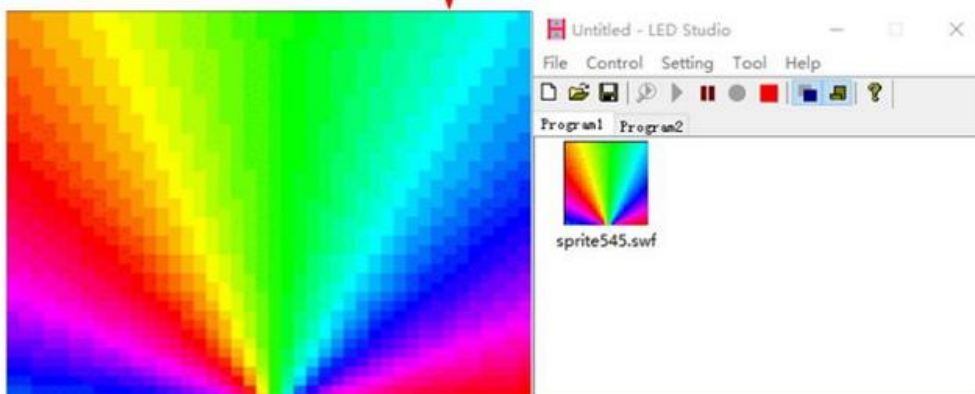 Untitled - LED Studio
File Control Setting Tool Help
Program1 Program2
sprite545.swf